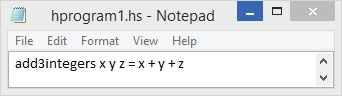 hprogram1.hs - Notepad
File Edit Format View Help
add3integers x y z = x + y + z